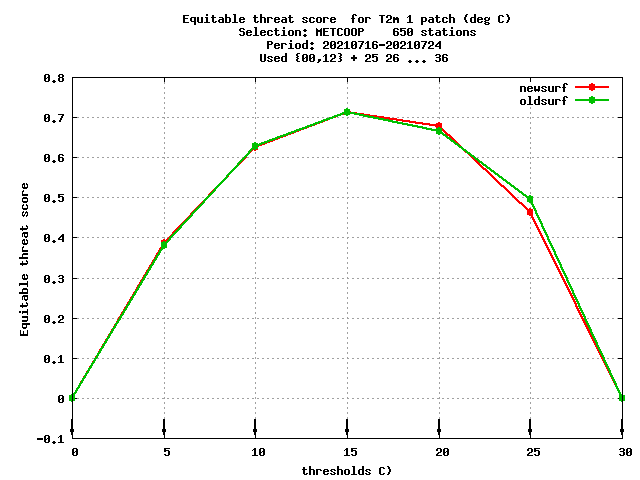 Equitable threat score  for T2m 1 patch (deg C)
Selection: METCOOP    650 stations
Period: 20210716-20210724
Used {00,12} + 25 26 ... 36
newsurf
oldsurf
0.8
0.7
0.6
0.5
0.4
0.3
0.2
0.1
0
-0.1
Equitable threat score
0 5 10 15 20 25 30
thresholds C)